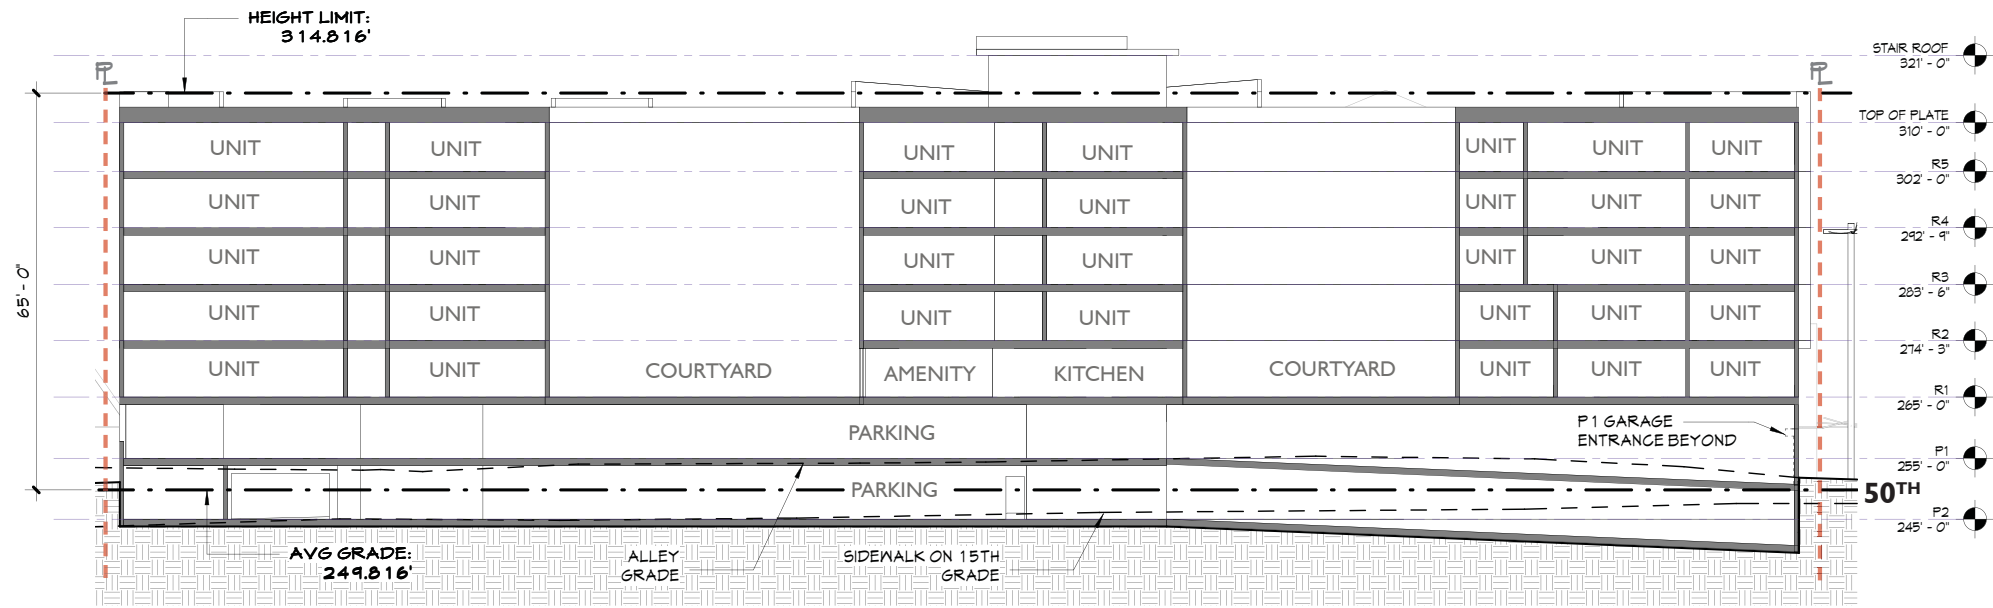 HEIGHT LIMIT:
314.816'
STAIR ROOF
321' - 0"
PL
PL
TOP OF PLATE
310' - 0"
UNIT UNIT UNIT UNIT UNIT UNIT UNIT
R5
302' - 0"
UNIT UNIT UNIT UNIT UNIT UNIT UNIT
R4
292' - 9"
UNIT UNIT UNIT UNIT UNIT UNIT UNIT
65' - 0"
R3
283' - 6"
UNIT UNIT UNIT UNIT UNIT UNIT UNIT
R2
274' - 3"
UNIT UNIT COURTYARD AMENITY KITCHEN COURTYARD UNIT UNIT UNIT
R1
265' - 0"
PARKING
P1 GARAGE
ENTRANCE BEYOND
P1
255' - 0"
PARKING
50TH
P2
245' - 0"
AVG GRADE:
249.816'
ALLEY
GRADE
SIDEWALK ON 15TH
GRADE